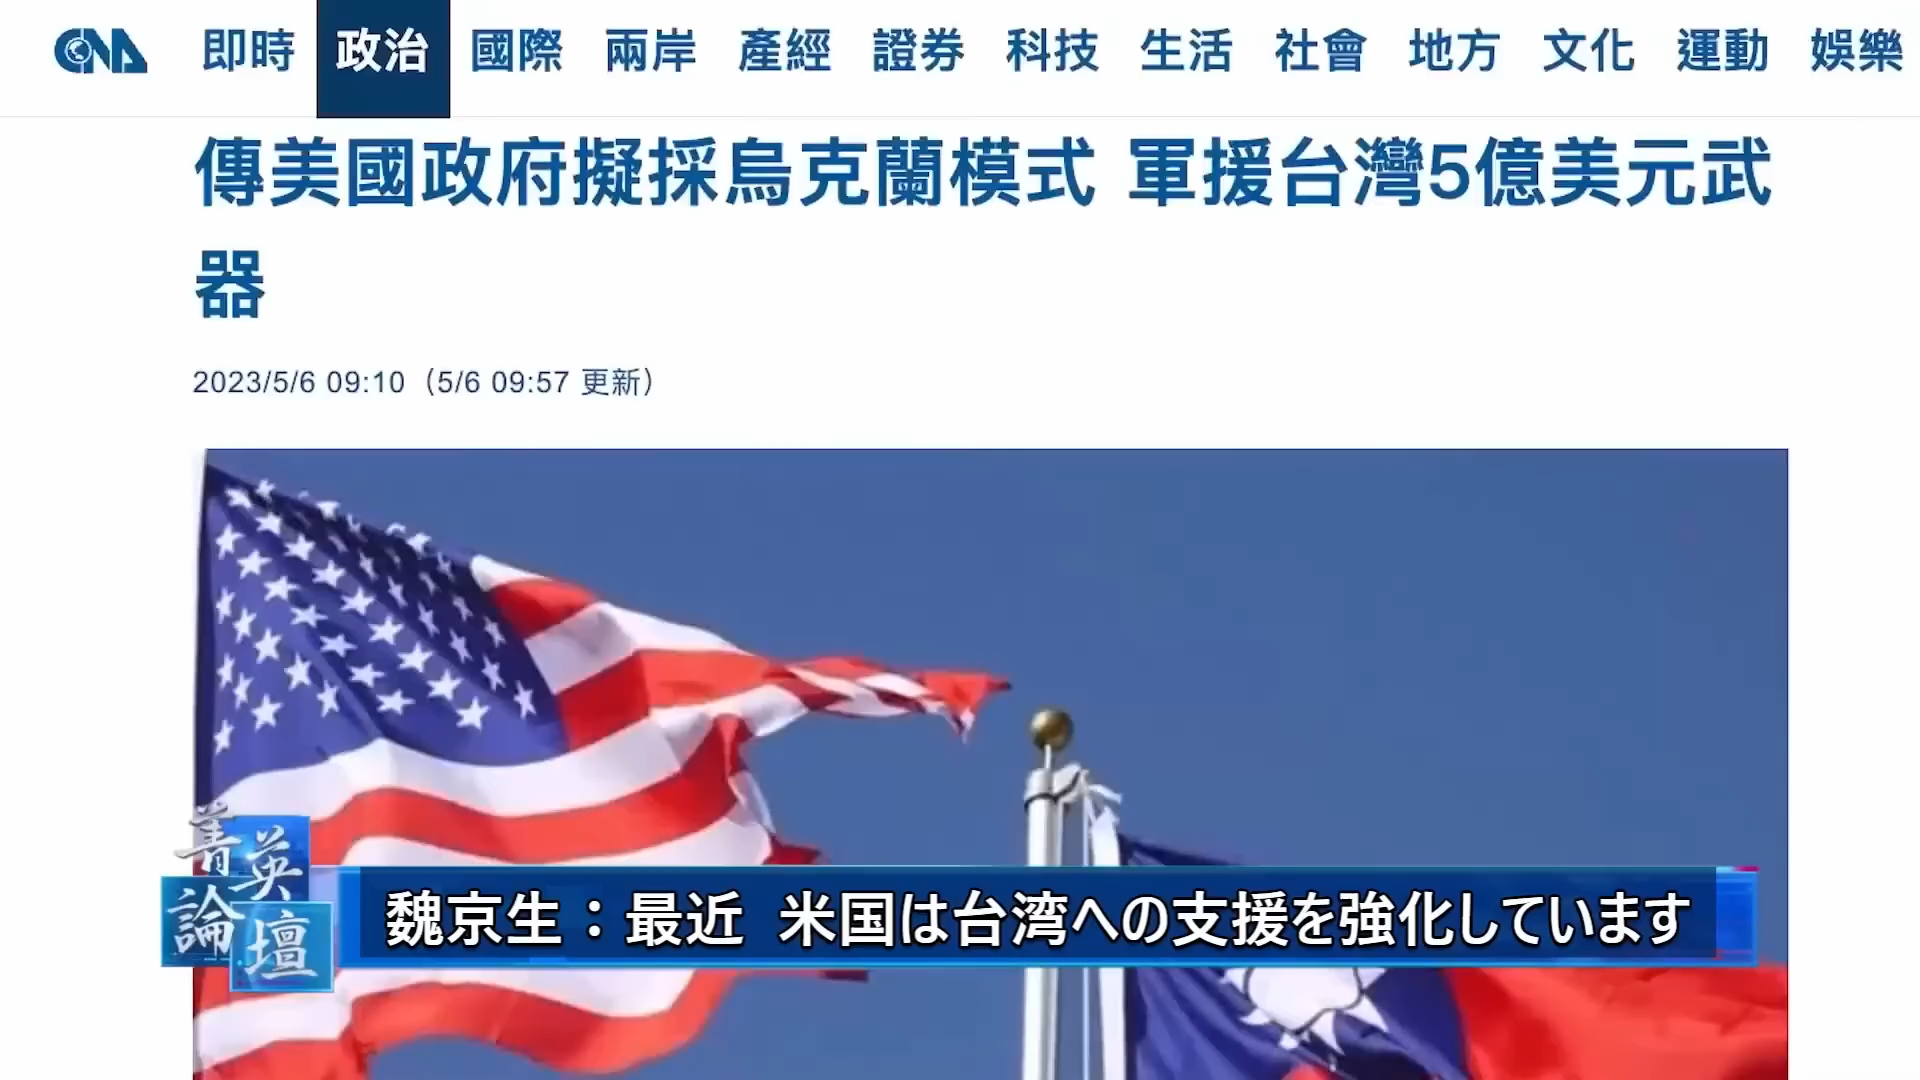 CNA 即時 政治 國際 兩岸 產經 證券 科技 生活 社會 地方 文化 運動 娛樂
傳美國政府擬採烏克蘭模式 軍援台灣5億美元武
器
2023/5/6 09:10（5/6 09:57 更新）
菁英
論壇
魏京生：最近 米国は台湾への支援を強化しています